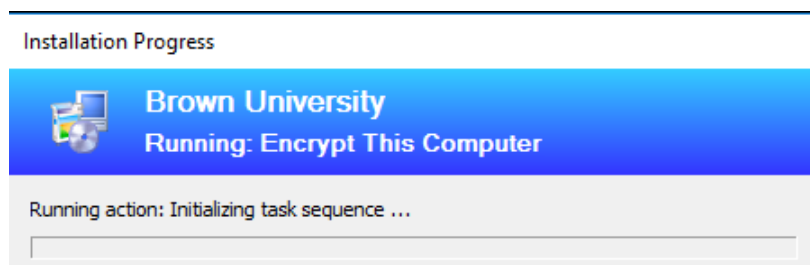 Installation Progress
Brown University
Running: Encrypt This Computer
Running action: Initializing task sequence ...